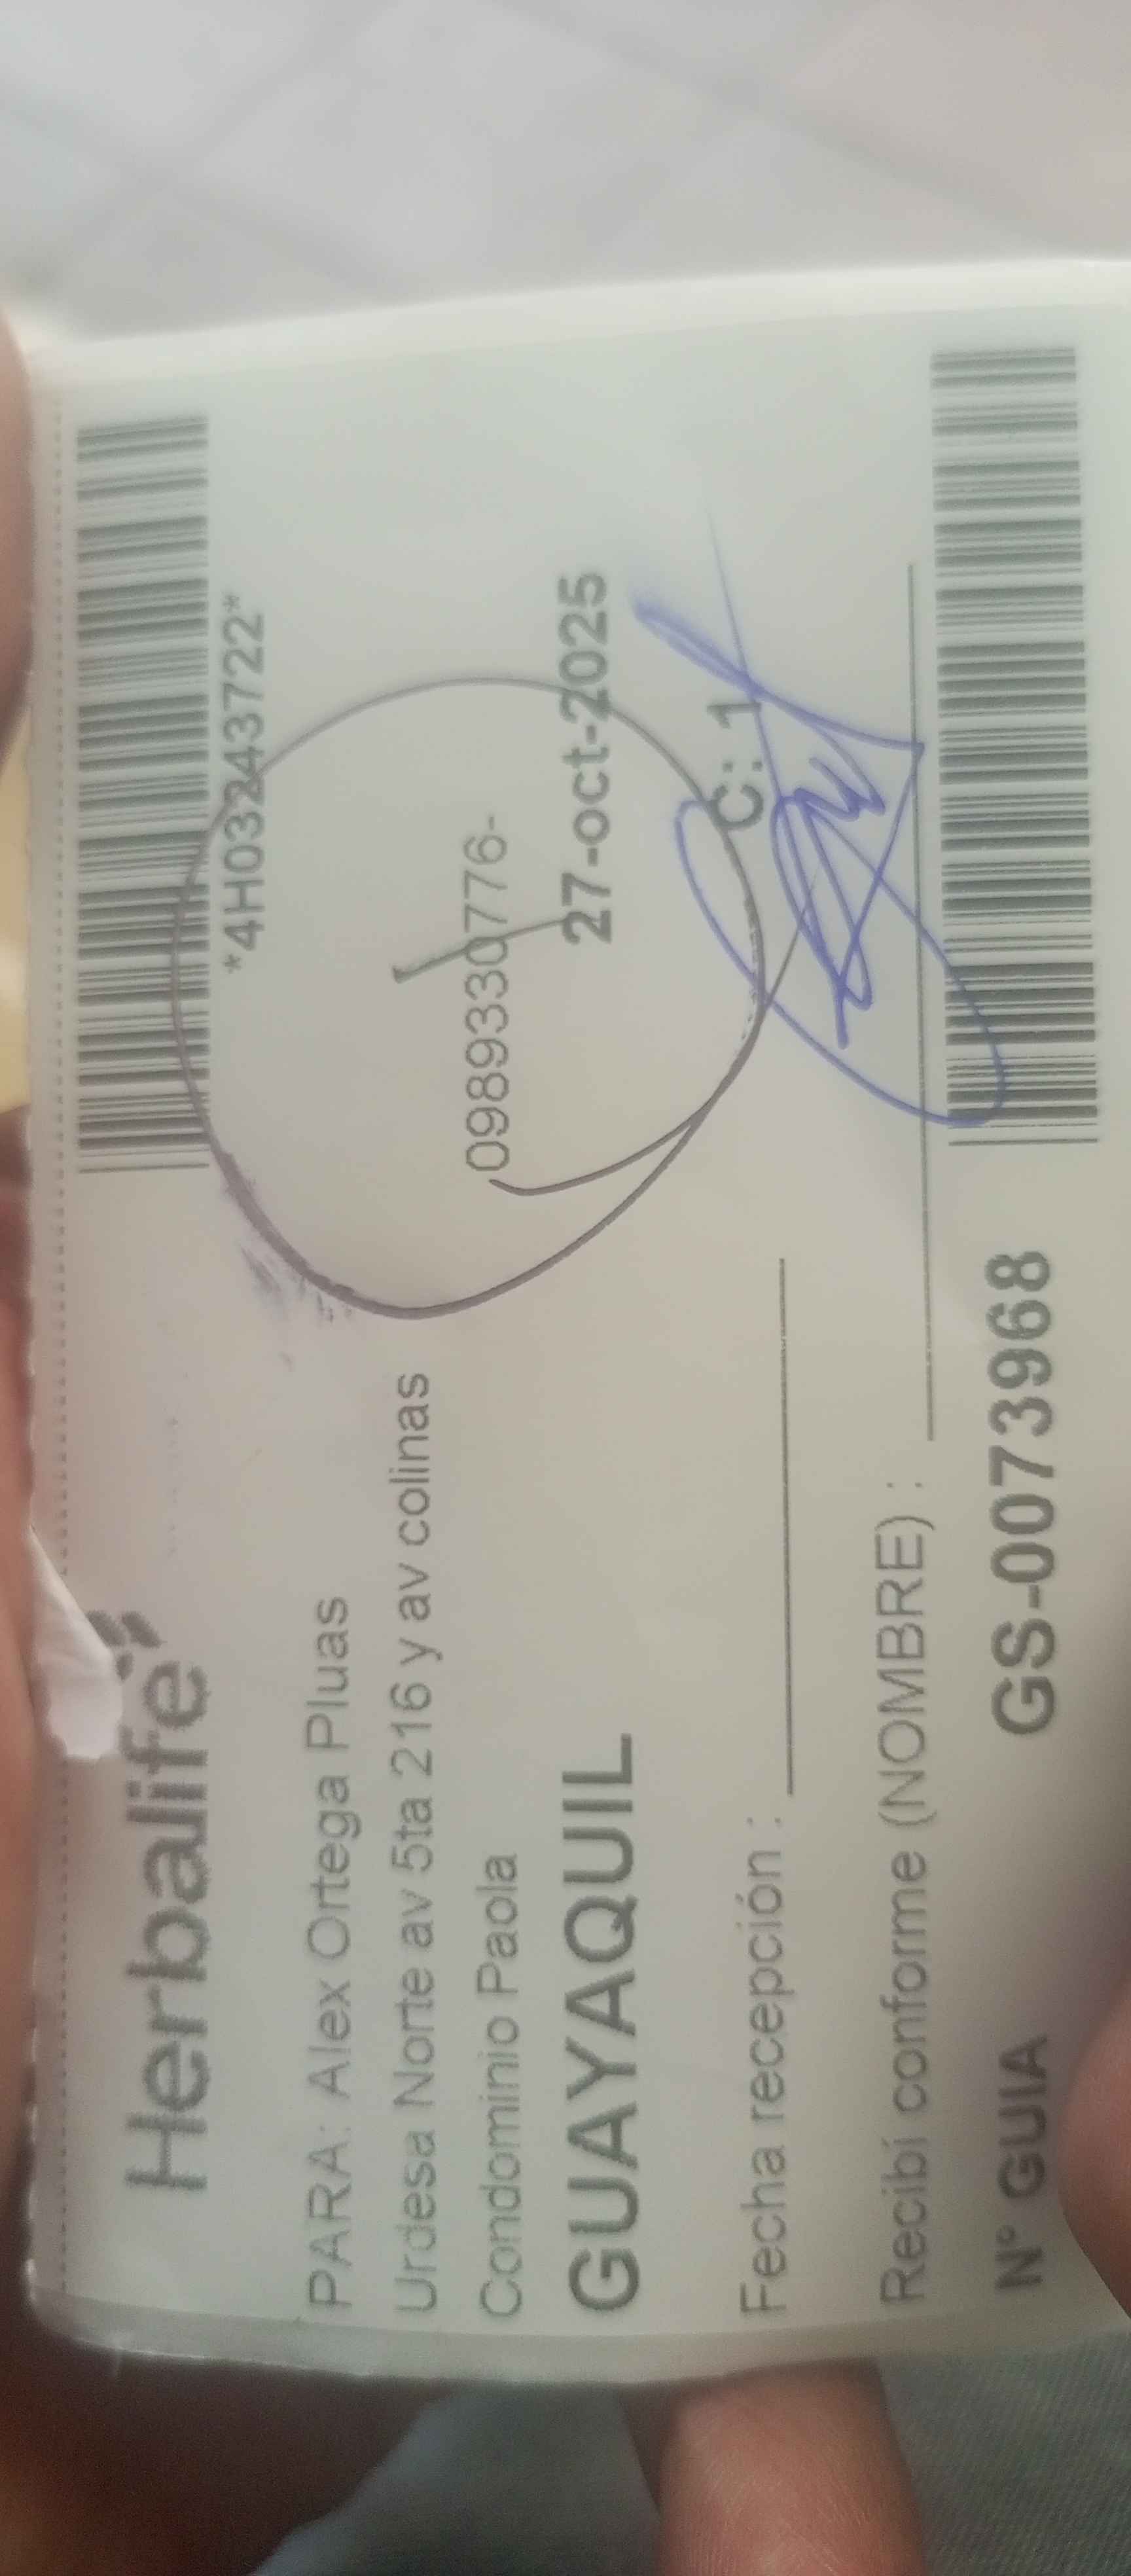 Herbalife
*4H03243722*
PARA: Alex Ortega Pluas
Urdesa Norte av 5ta 216 y av colinas
Condominio Paola
0989330776-
GUAYAQUIL
27-oct-2025
Fecha recepción :
C: 1
Recibí conforme (NOMBRE) :
N° GUIA
GS-0073968